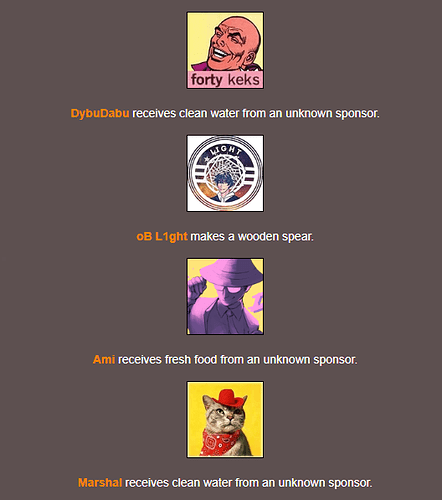 forty keks
DybuDabu receives clean water from an unknown sponsor.
LIGHT
oB L1ght makes a wooden spear.
Ami receives fresh food from an unknown sponsor.
Marshal receives clean water from an unknown sponsor.